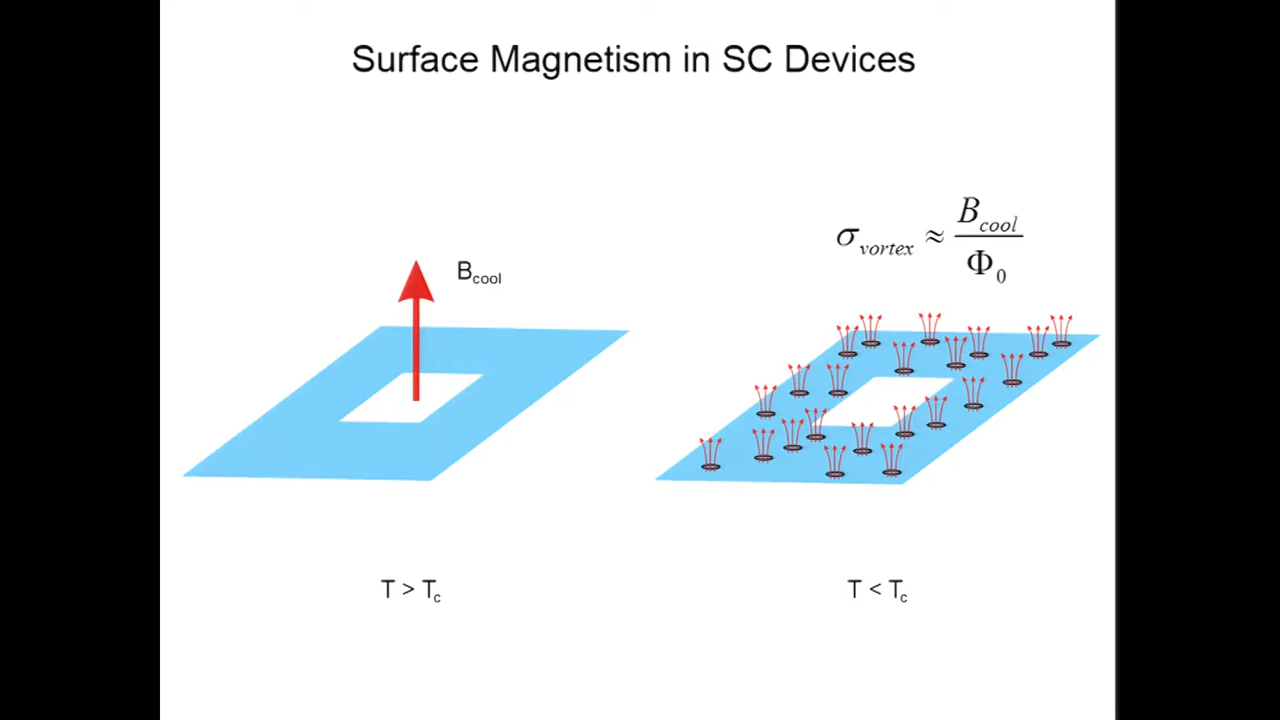 Surface Magnetism in SC Devices
σ_vortex ≈ B_cool / Φ_0
B_cool
T > T_c
T < T_c